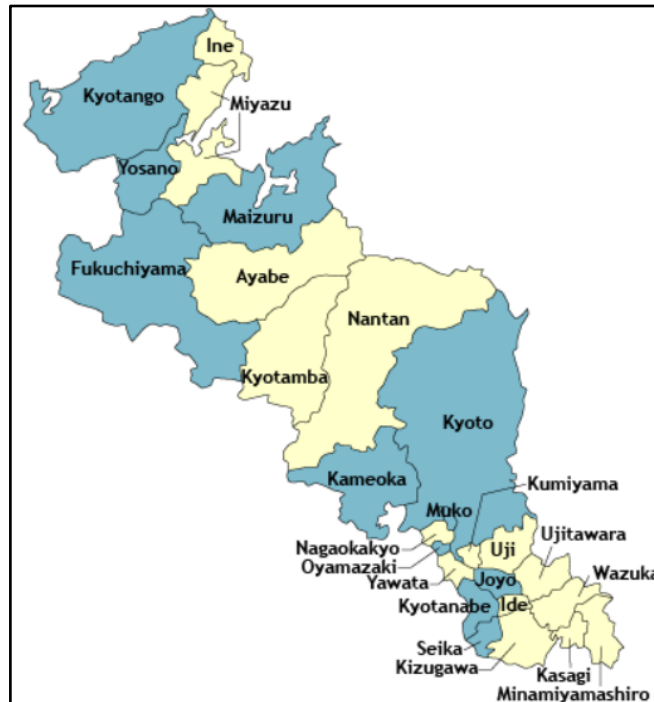 Ine
Kyotango
Miyazu
Yosano
Maizuru
Fukuchiyama
Ayabe
Nantan
Kyotamba
Kyoto
Kameoka
Kumiyama
Muko
Ujitawara
Nagaokakyo
Uji
Oyamazaki
Wazuka
Yawata
Joyo
Kyotanabe
Ide
Seika
Kizugawa
Kasagi
Minamiyamashiro